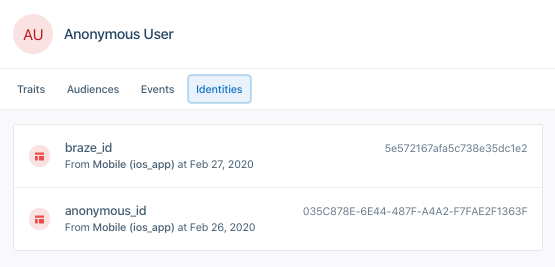 AU
Anonymous User
Traits Audiences Events Identities
braze_id 5e572167afa5c738e35dc1e2
From Mobile (ios_app) at Feb 27, 2020
anonymous_id 035C878E-6E44-487F-A4A2-F7FAE2F1363F
From Mobile (ios_app) at Feb 26, 2020